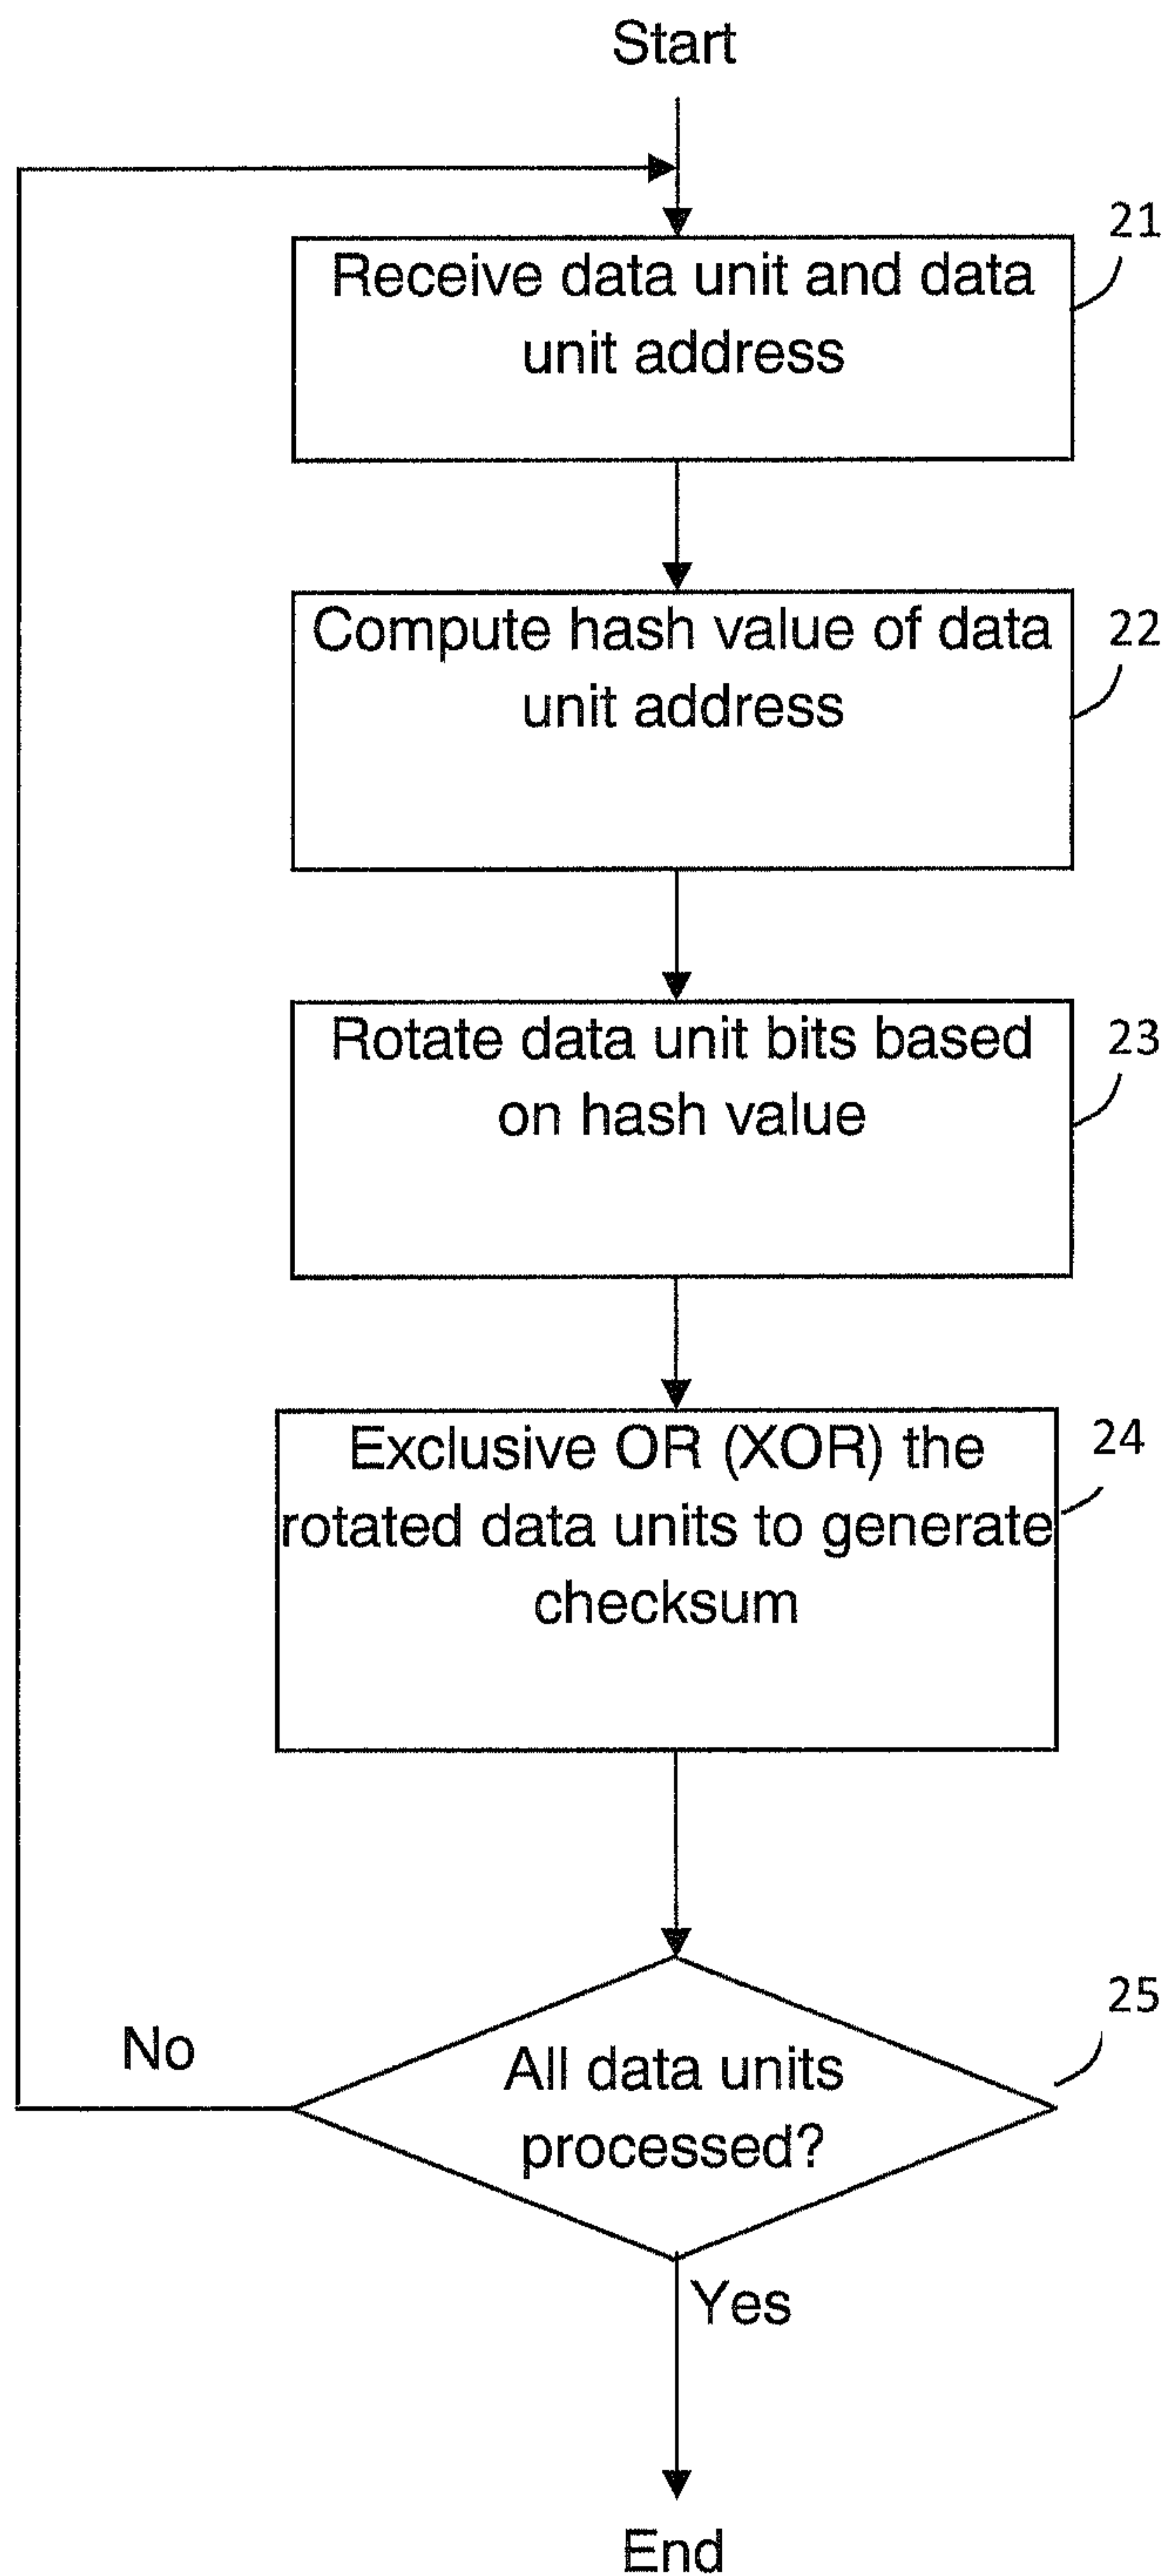 Start
21
Receive data unit and data
unit address
22
Compute hash value of data
unit address
23
Rotate data unit bits based
on hash value
24
Exclusive OR (XOR) the
rotated data units to generate
checksum
25
No
All data units
processed?
Yes
End